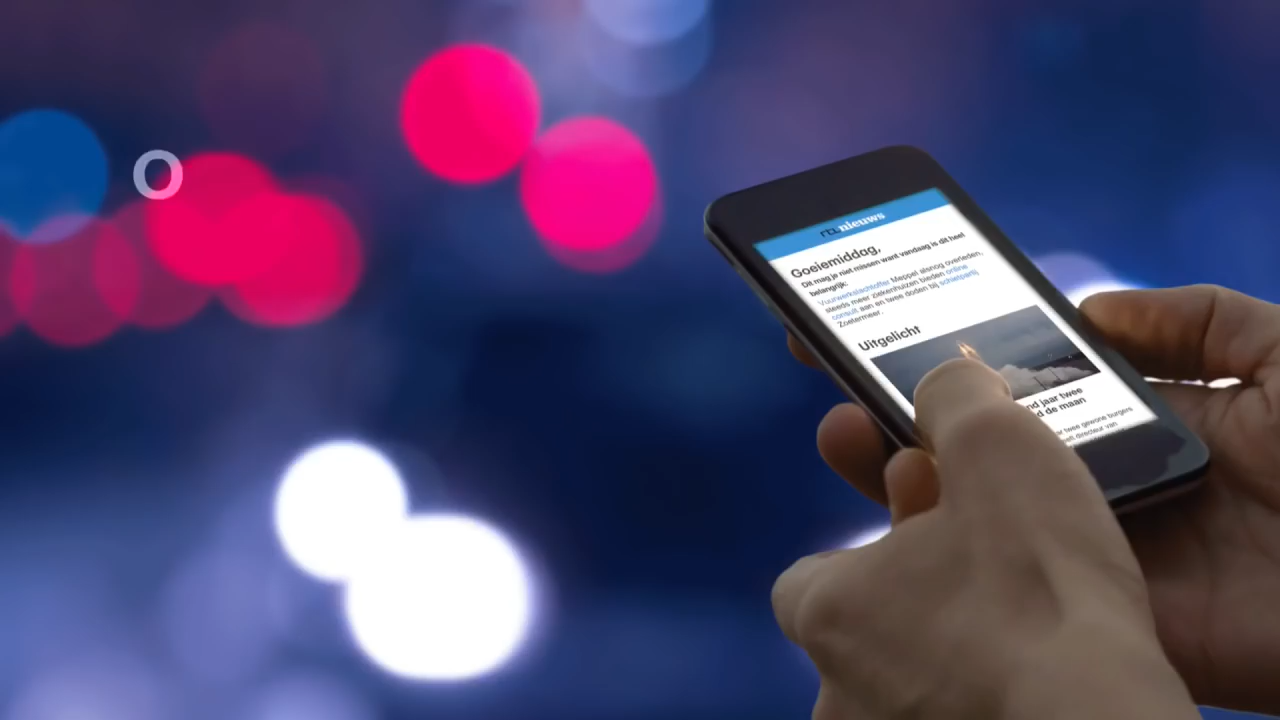 O
rtl nieuws
Goeiemiddag,
Dit mag je niet missen want vandaag is dit heel
belangrijk:
Vuurwerkslachtoffer Meppel alsnog overleden,
steeds meer ziekenhuizen bieden online
consult aan en twee doden bij schietpartij
Zoetermeer.
Uitgelicht
jaar twee
de maan
twee gewone burgers
directeur van